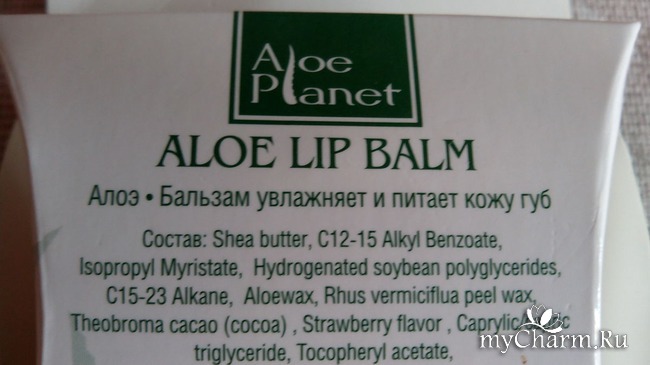 Aloe
Planet
ALOE LIP BALM
Алоэ • Бальзам увлажняет и питает кожу губ
Состав: Shea butter, C12-15 Alkyl Benzoate,
Isopropyl Myristate, Hydrogenated soybean polyglycerides,
C15-23 Alkane, Aloewax, Rhus vermiciflua peel wax,
Theobroma cacao (cocoa) , Strawberry flavor ,
triglyceride, Tocopheryl acetate,
myCharm.Ru